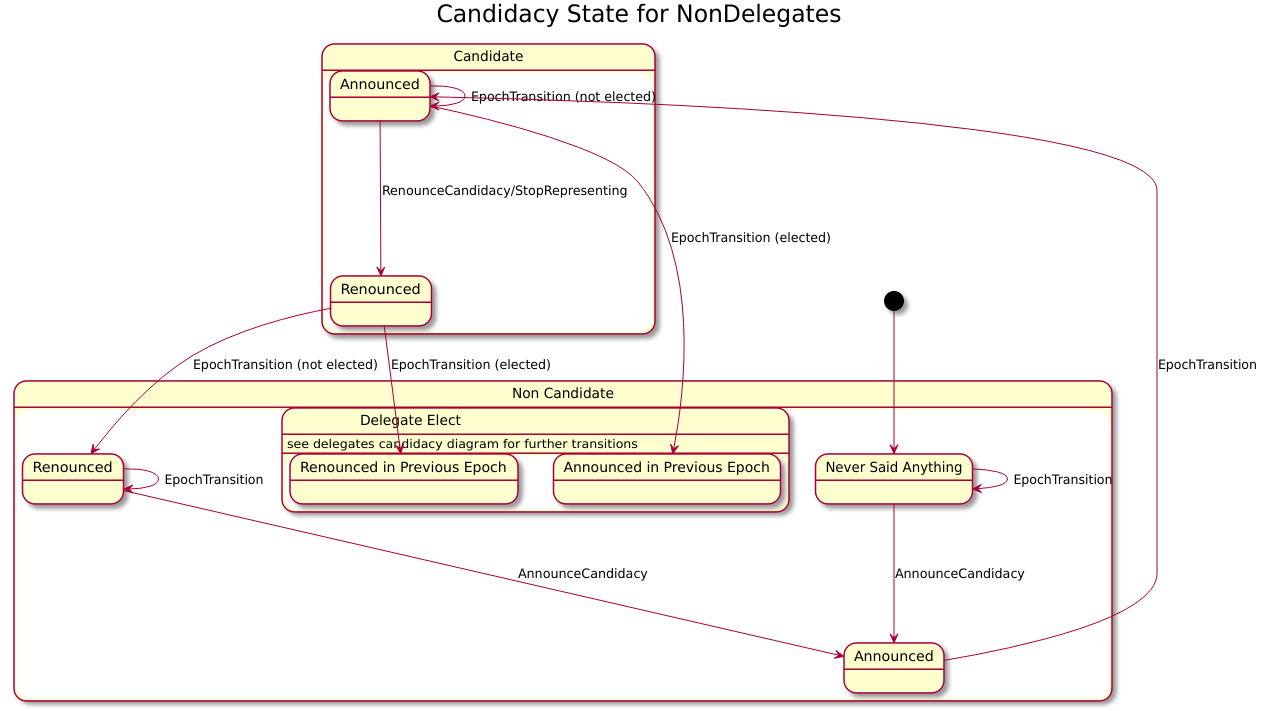 Candidacy State for NonDelegates
Candidate
Announced
EpochTransition (not elected)
RenounceCandidacy/StopRepresenting
EpochTransition (elected)
Renounced
EpochTransition (not elected)
EpochTransition (elected)
EpochTransition
Non Candidate
Delegate Elect
see delegates candidacy diagram for further transitions
Renounced
Renounced in Previous Epoch
Announced in Previous Epoch
Never Said Anything
EpochTransition
EpochTransition
AnnounceCandidacy
AnnounceCandidacy
Announced